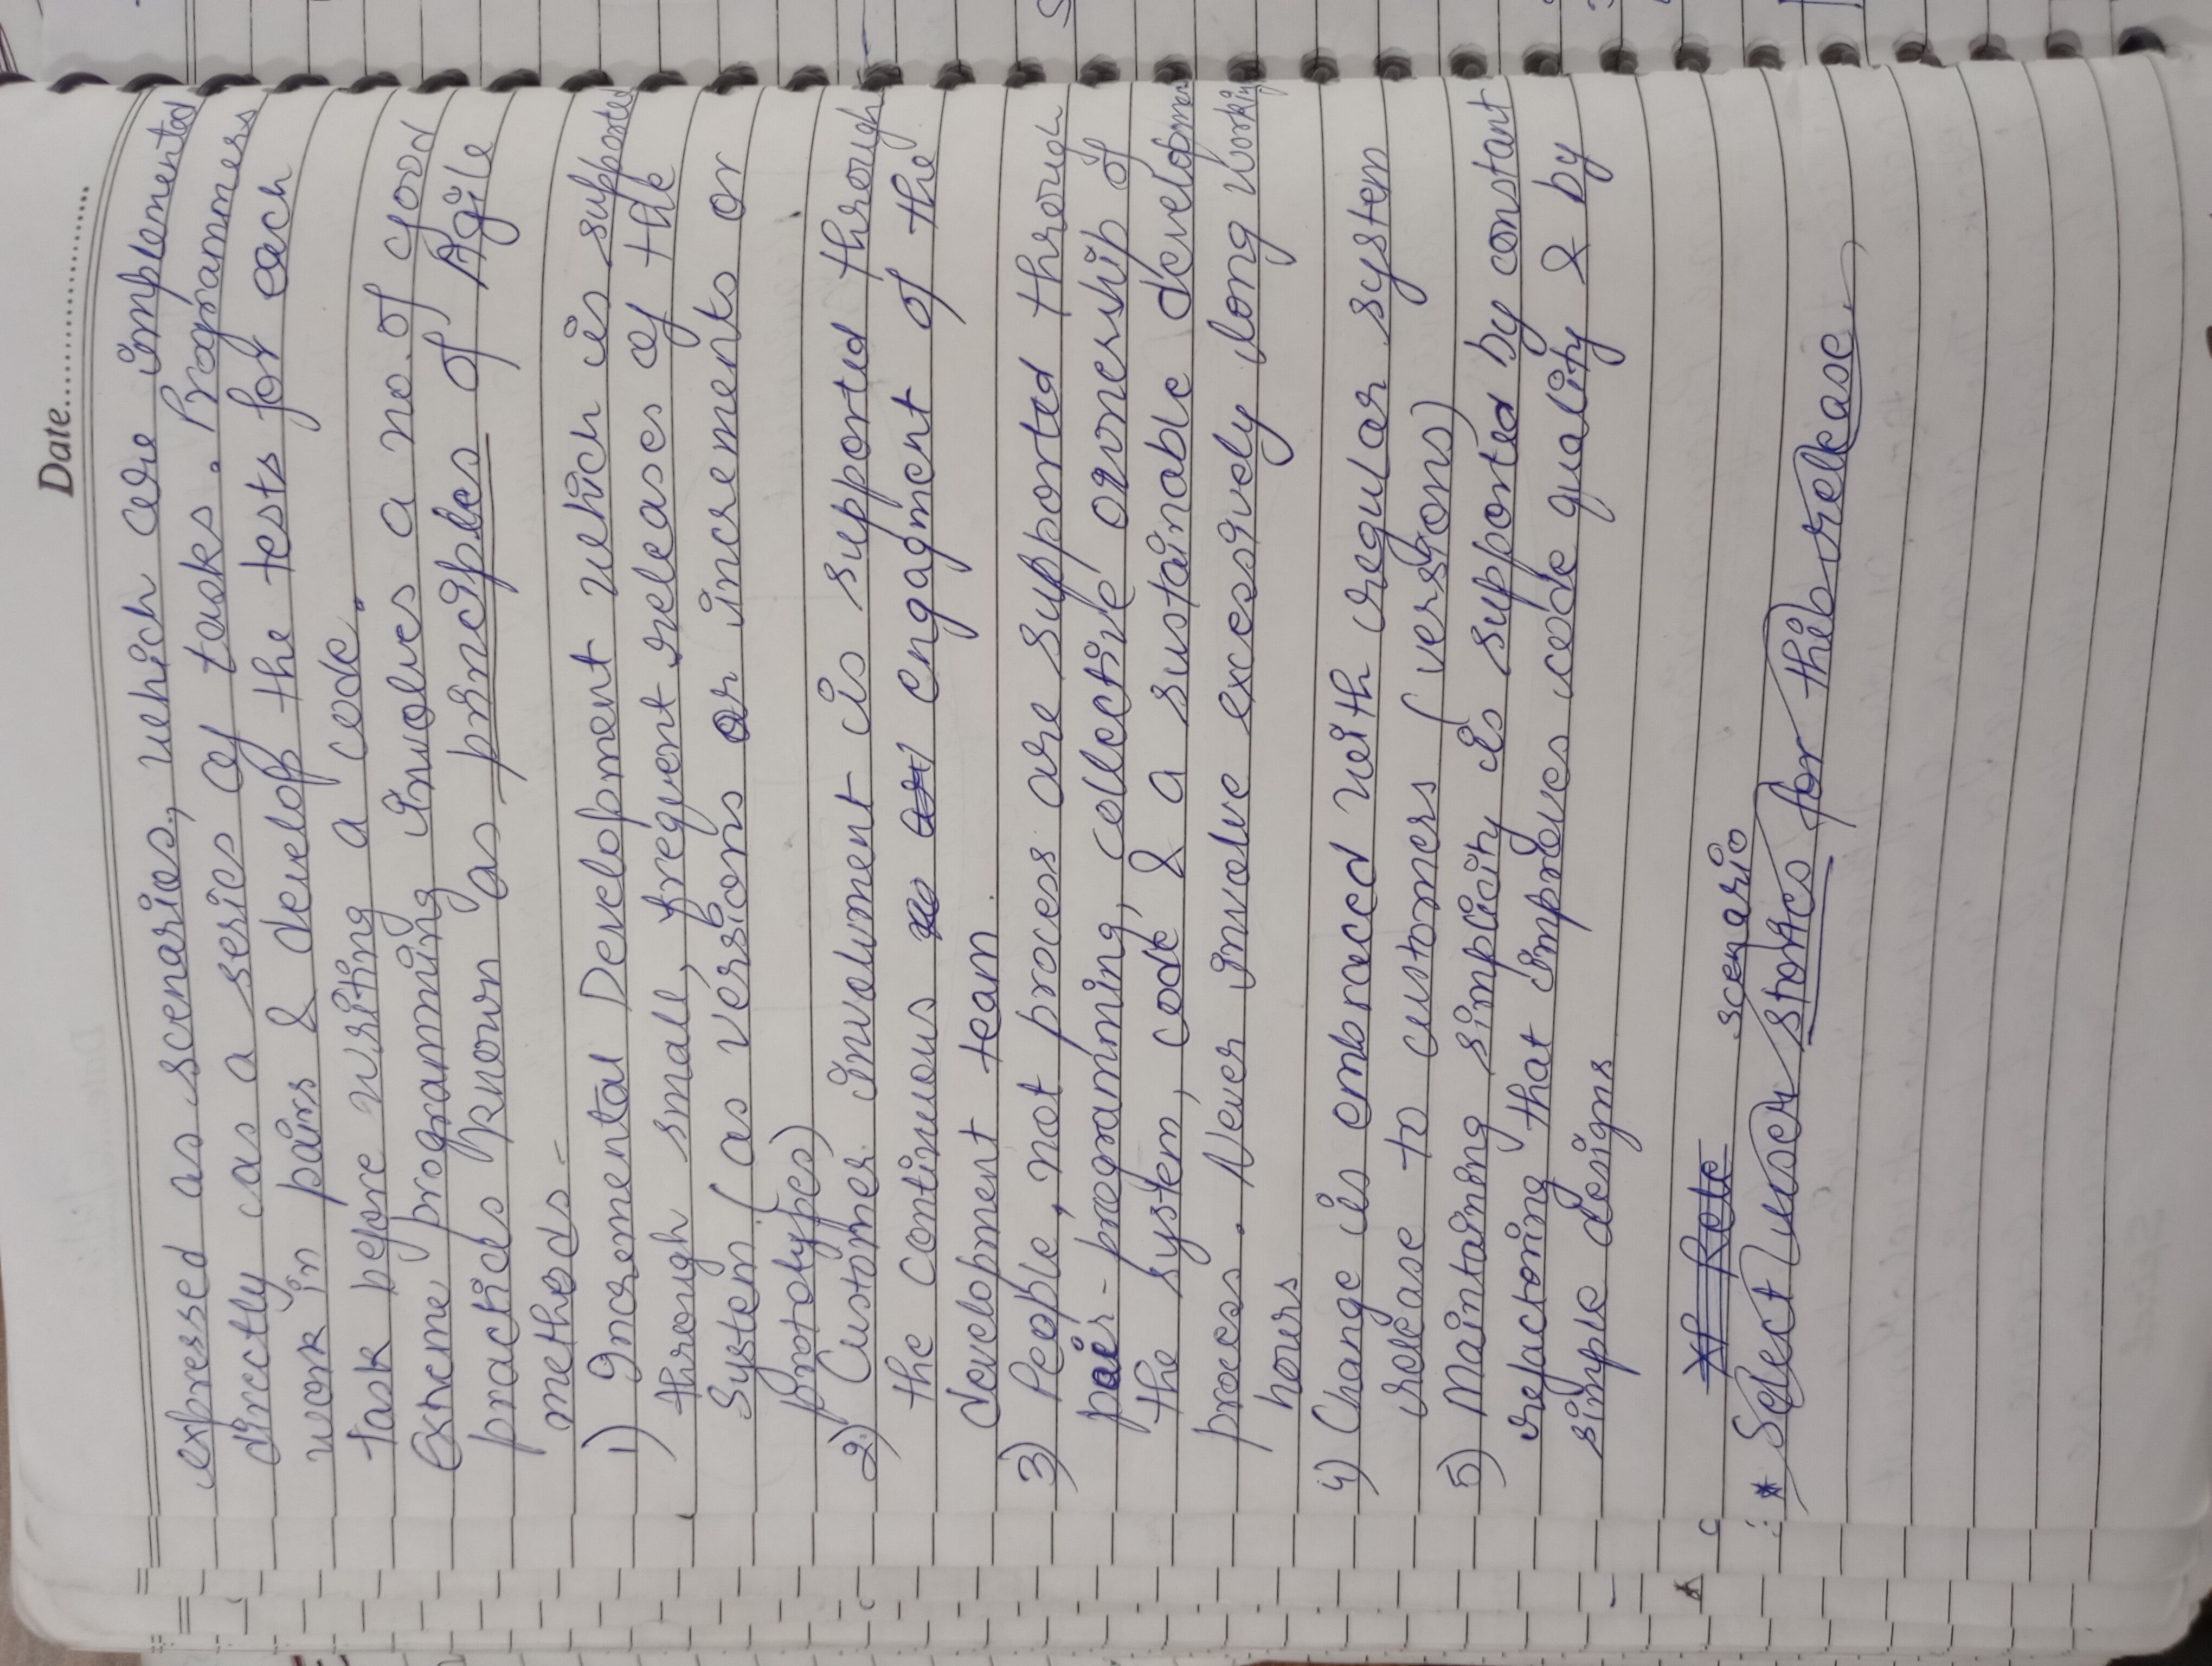 Date
expressed as scenarios, which are implemented
directly as a series of tasks. Programmers
work in pairs & develop the tests for each
task before writing a code.
Extreme programming involves a no. of good
practices known as principles of Agile
methods -
1) Incremental Development which is supported
through small, frequent releases of the
system (as versions or increments or
prototypes)
2) Customer involvment is supported through
the continuous engagment of the
development team.
3) People, not process are supported through
pair-programming, collective ownership of
the system, code & a sustainable development
process. Never involve excessively long working
hours
4) Change is embraced with regular system
release to customers (versions)
5) Maintaining simplicity is supported by constant
refactoring that improves code quality & by
simple designs
scenario
* Select user stories for this release